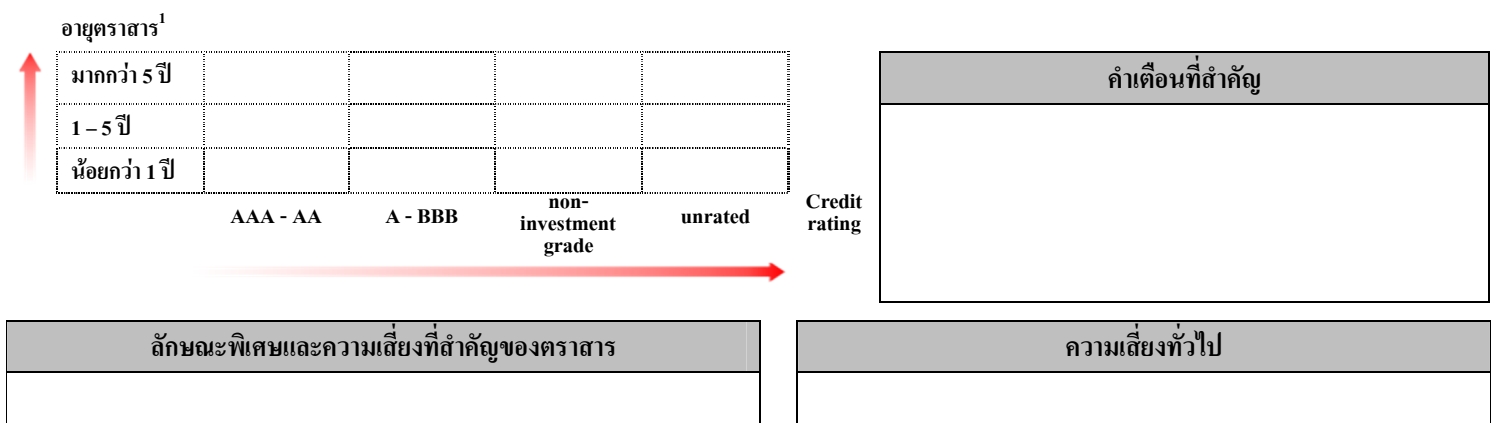 อายุตราสาร1
มากกว่า 5 ปี
1 – 5 ปี
น้อยกว่า 1 ปี
AAA - AA
A - BBB
non-
investment
grade
unrated
Credit
rating
คำเตือนที่สำคัญ
ลักษณะพิเศษและความเสี่ยงที่สำคัญของตราสาร
ความเสี่ยงทั่วไป